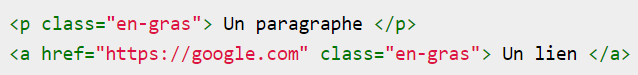 <p class="en-gras"> Un paragraphe </p>
<a href="https://google.com" class="en-gras"> Un lien </a>